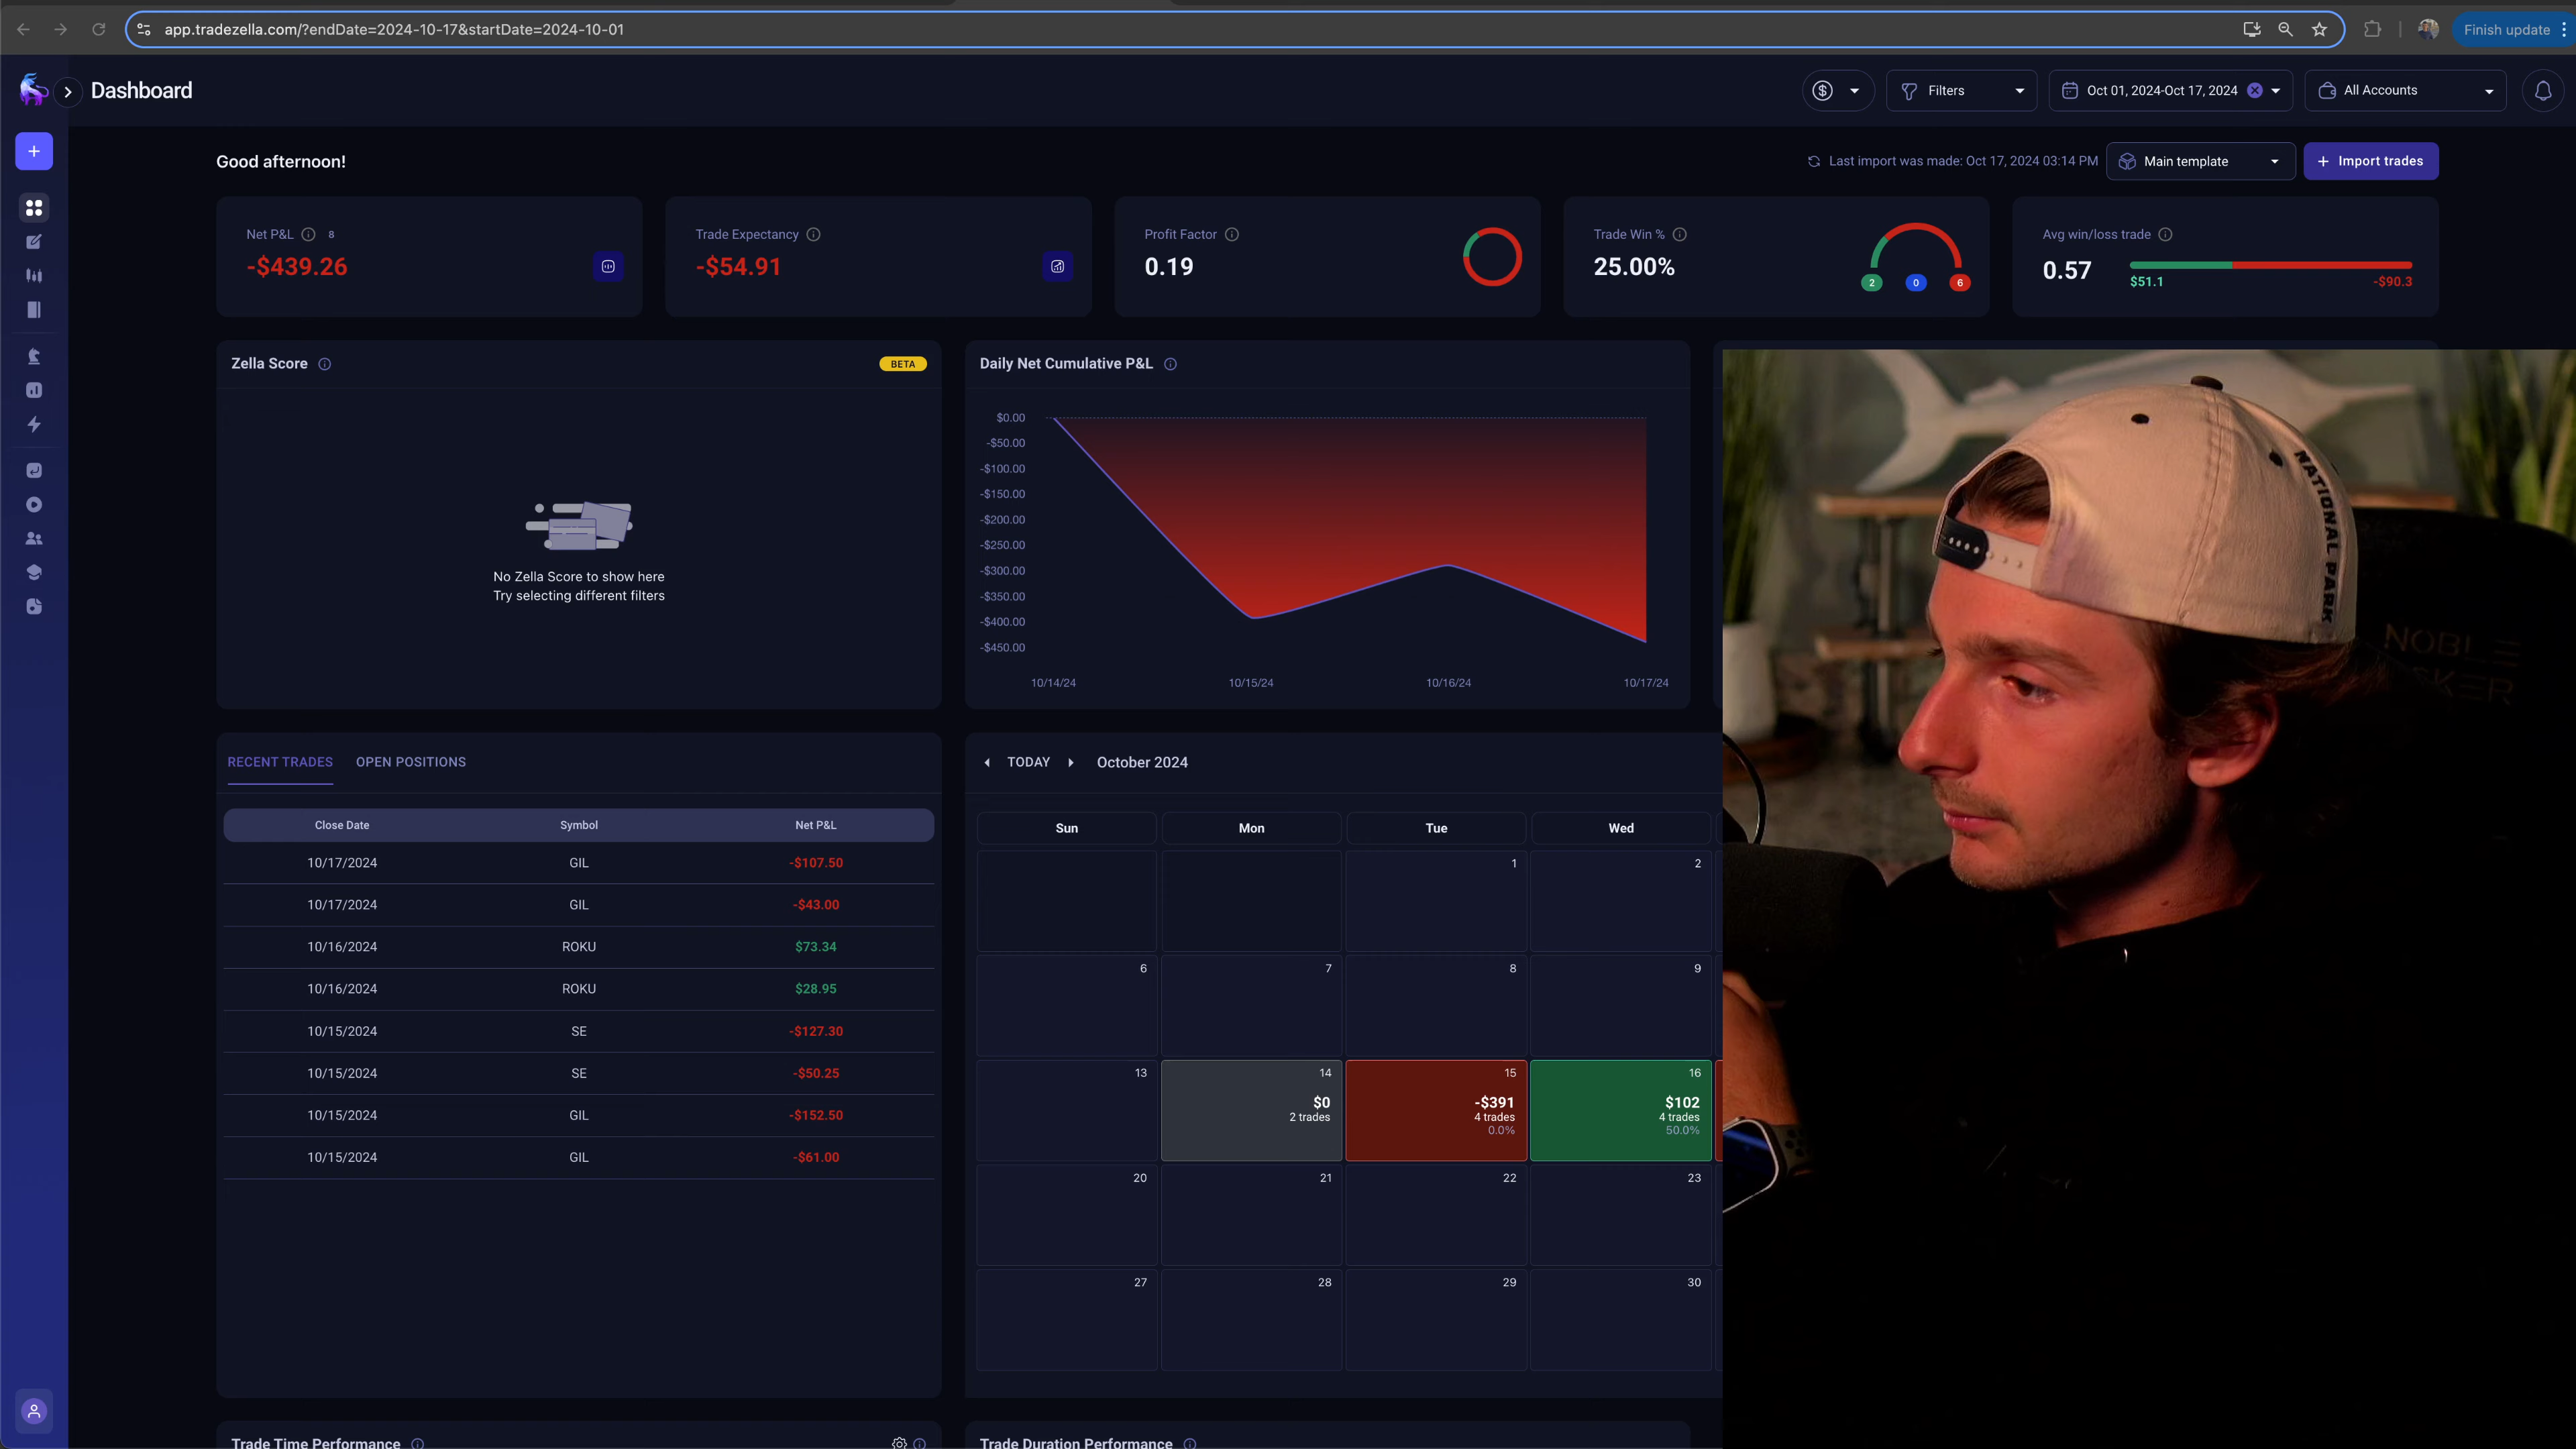 app.tradezella.com/?endDate=2024-10-17&startDate=2024-10-01
Finish update
Dashboard
Filters
Oct 01, 2024-Oct 17, 2024
All Accounts
Good afternoon!
Last import was made: Oct 17, 2024 03:14 PM
Main template
+ Import trades
Net P&L 8
-$439.26
Trade Expectancy
-$54.91
Profit Factor
0.19
Trade Win %
25.00%
2 0 6
Avg win/loss trade
0.57
$51.1 -$90.3
Zella Score
BETA
No Zella Score to show here
Try selecting different filters
Daily Net Cumulative P&L
$0.00
-$50.00
-$100.00
-$150.00
-$200.00
-$250.00
-$300.00
-$350.00
-$400.00
-$450.00
10/14/24 10/15/24 10/16/24 10/17/24
NATIONAL PARK
NOBLE
RECENT TRADES OPEN POSITIONS
Close Date Symbol Net P&L
10/17/2024 GIL -$107.50
10/17/2024 GIL -$43.00
10/16/2024 ROKU $73.34
10/16/2024 ROKU $28.95
10/15/2024 SE -$127.30
10/15/2024 SE -$50.25
10/15/2024 GIL -$152.50
10/15/2024 GIL -$61.00
TODAY October 2024
Sun Mon Tue Wed
1 2
6 7 8 9
13 14 15 16
$0 -$391 $102
2 trades 4 trades 4 trades
0.0% 50.0%
20 21 22 23
27 28 29 30
Trade Time Performance
Trade Duration Performance